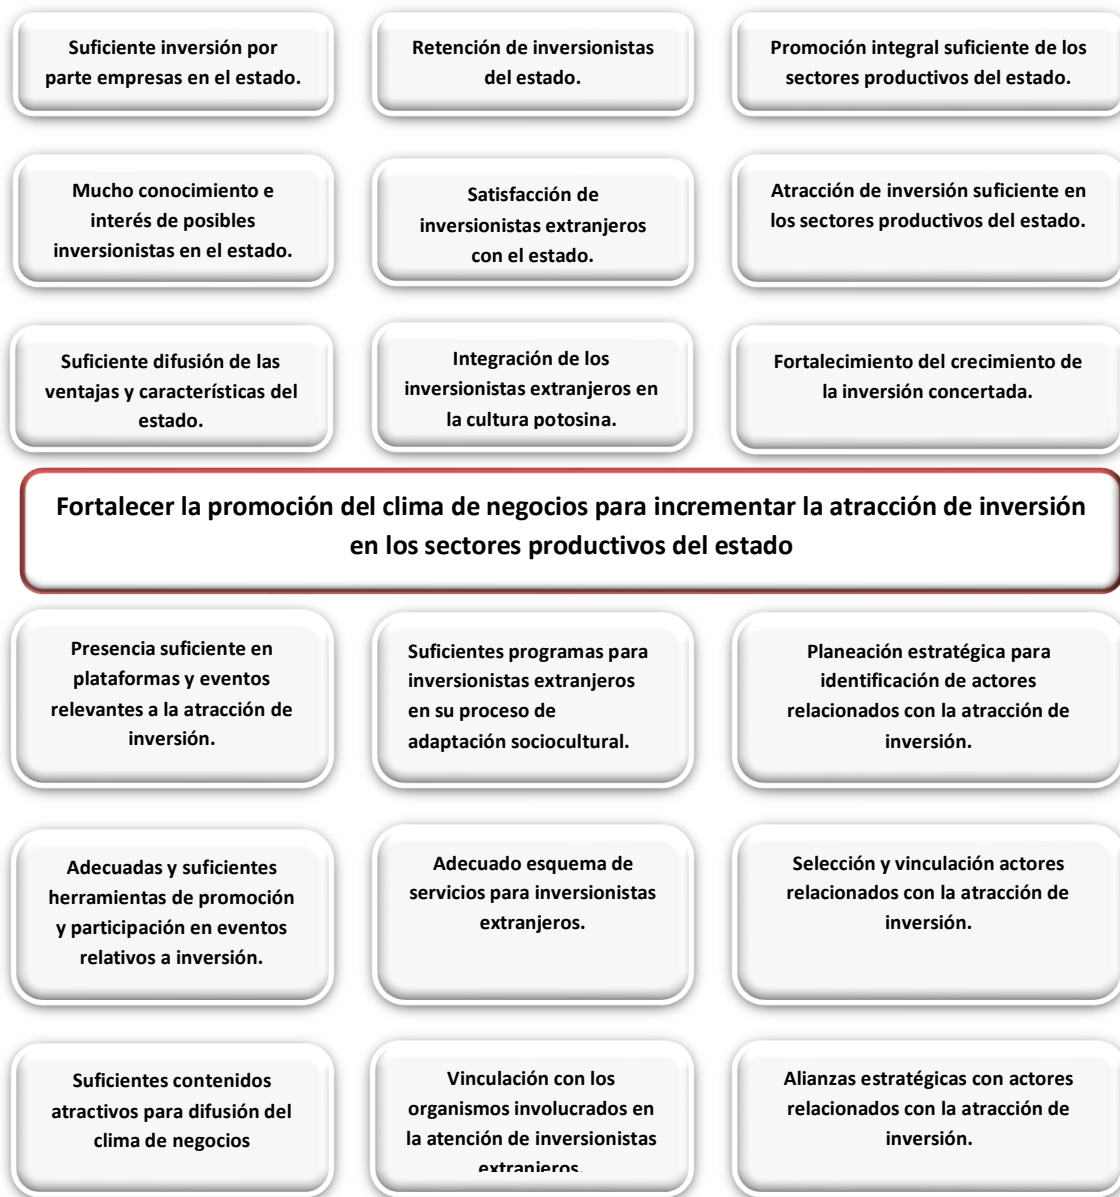 Suficiente inversión por
parte empresas en el estado.
Retención de inversionistas
del estado.
Promoción integral suficiente de los
sectores productivos del estado.
Mucho conocimiento e
interés de posibles
inversionistas en el estado.
Satisfacción de
inversionistas extranjeros
con el estado.
Atracción de inversión suficiente en
los sectores productivos del estado.
Suficiente difusión de las
ventajas y características del
estado.
Integración de los
inversionistas extranjeros en
la cultura potosina.
Fortalecimiento del crecimiento de
la inversión concertada.
Fortalecer la promoción del clima de negocios para incrementar la atracción de inversión
en los sectores productivos del estado
Presencia suficiente en
plataformas y eventos
relevantes a la atracción de
inversión.
Suficientes programas para
inversionistas extranjeros
en su proceso de
adaptación sociocultural.
Planeación estratégica para
identificación de actores
relacionados con la atracción de
inversión.
Adecuadas y suficientes
herramientas de promoción
y participación en eventos
relativos a inversión.
Adecuado esquema de
servicios para inversionistas
extranjeros.
Selección y vinculación actores
relacionados con la atracción de
inversión.
Suficientes contenidos
atractivos para difusión del
clima de negocios
Vinculación con los
organismos involucrados en
la atención de inversionistas
extranjeros.
Alianzas estratégicas con actores
relacionados con la atracción de
inversión.